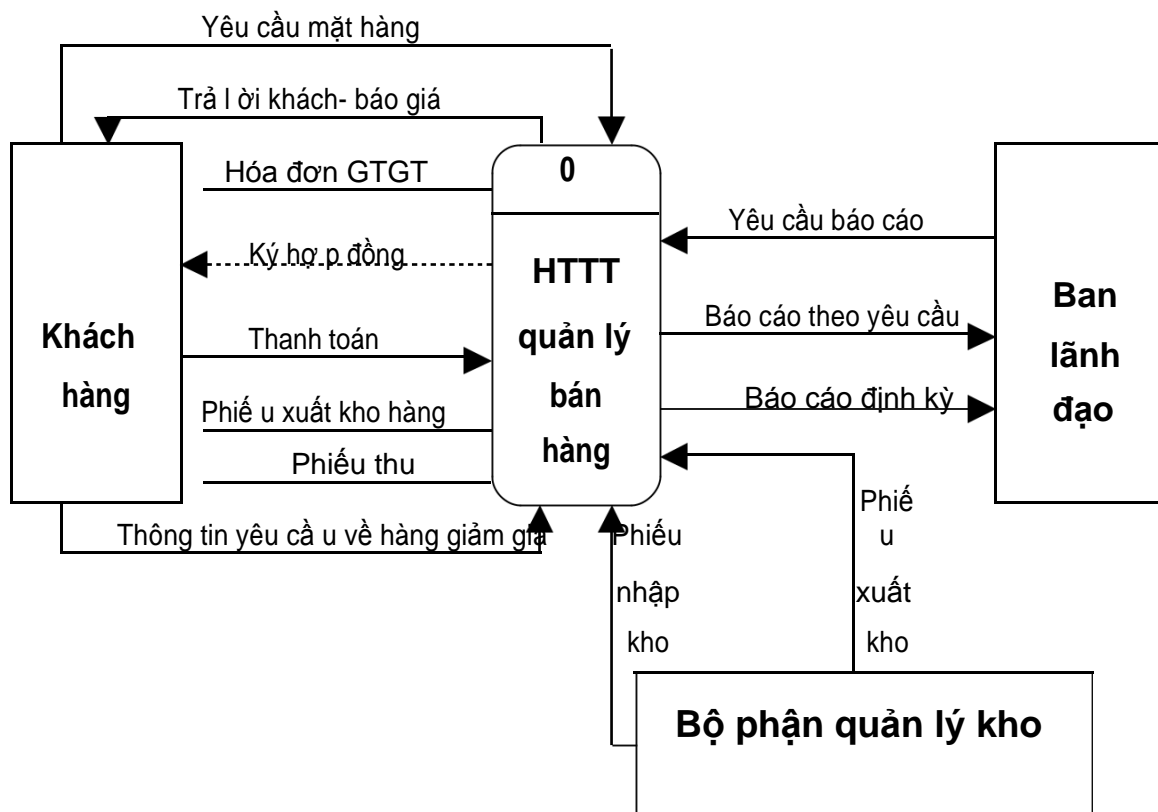 Yêu cầu mặt hàng
Trả l ời khách- báo giá
Hóa đơn GTGT
0
Yêu cầu báo cáo
Ký hợ p đồng
HTTT
quản lý
bán
hàng
Ban
lãnh
đạo
Khách
hàng
Thanh toán
Báo cáo theo yêu cầu
Báo cáo định kỳ
Phiế u xuất kho hàng
Phiếu thu
Thông tin yêu cầ u về hàng giảm giá
Phiếu
nhập
kho
Phiế
u
xuất
kho
Bộ phận quản lý kho